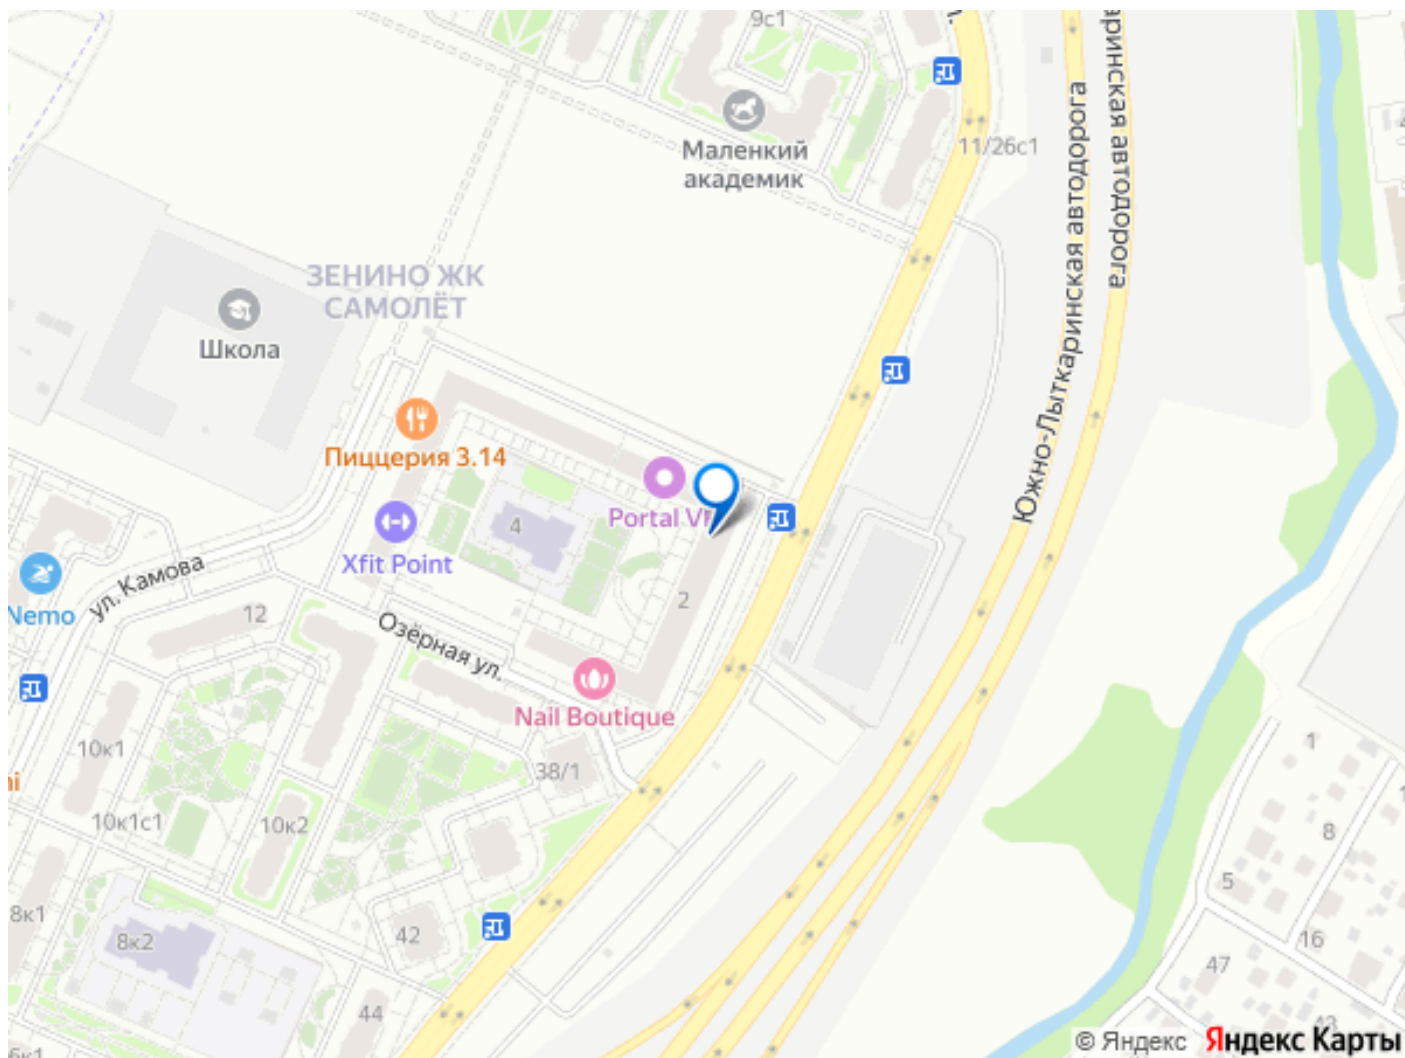 9с1
Маленкий
академик
11/26с1
Южно-Лыткаринская автодорога
аринская автодорога
ЗЕНИНО ЖК
САМОЛЁТ
Школа
Пиццерия 3.14
Portal V
4
Xfit Point
Nemo
ул. Камова
12
2
Озёрная ул.
Nail Boutique
10к1
38/1
10к1с1
10к2
8к1
8к2
42
44
1
8
5
16
47
© Яндекс
Яндекс Карты